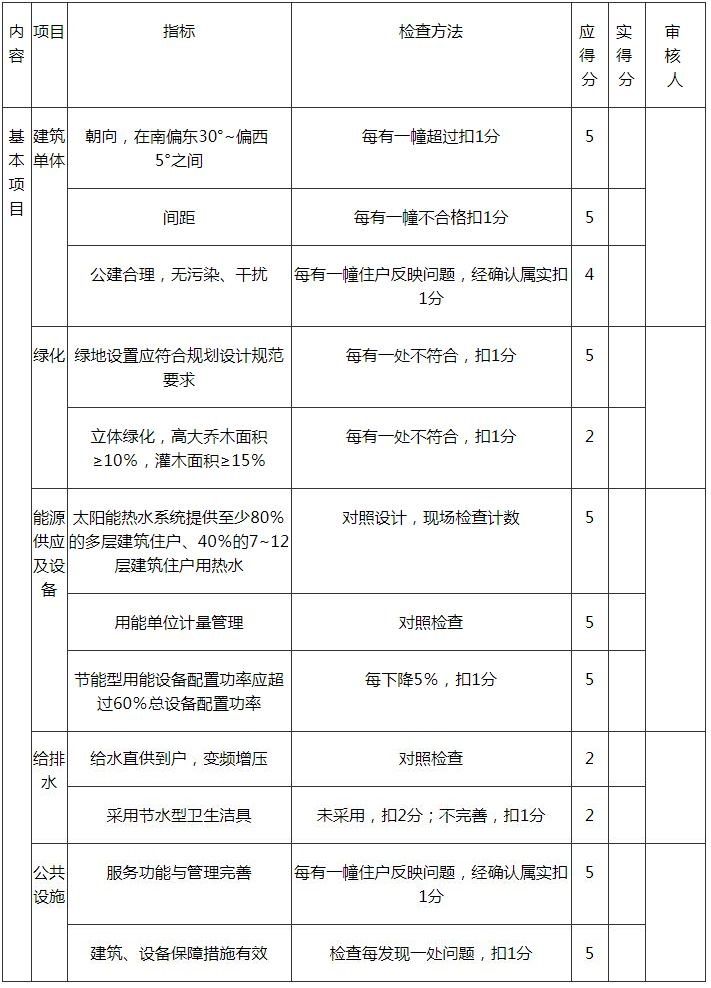 内容 项目 指标 检查方法 应得分 实得分 审核人
基本项目
建筑单体
朝向，在南偏东30°~偏西
5°之间
每有一幢超过扣1分
5
间距
每有一幢不合格扣1分
5
公建合理，无污染、干扰
每有一幢住户反映问题，经确认属实扣
1分
4
绿化
绿地设置应符合规划设计规范
要求
每有一处不符合，扣1分
5
立体绿化，高大乔木面积
≥10%，灌木面积≥15%
每有一处不符合，扣1分
2
能源
供应
及设
备
太阳能热水系统提供至少80%
的多层建筑住户、40%的7~12
层建筑住户用热水
对照设计，现场检查计数
5
用能单位计量管理
对照检查
5
节能型用能设备配置功率应超
过60%总设备配置功率
每下降5%，扣1分
5
给排
水
给水直供到户，变频增压
对照检查
2
采用节水型卫生洁具
未采用，扣2分；不完善，扣1分
2
公共
设施
服务功能与管理完善
每有一幢住户反映问题，经确认属实扣
1分
5
建筑、设备保障措施有效
检查每发现一处问题，扣1分
5